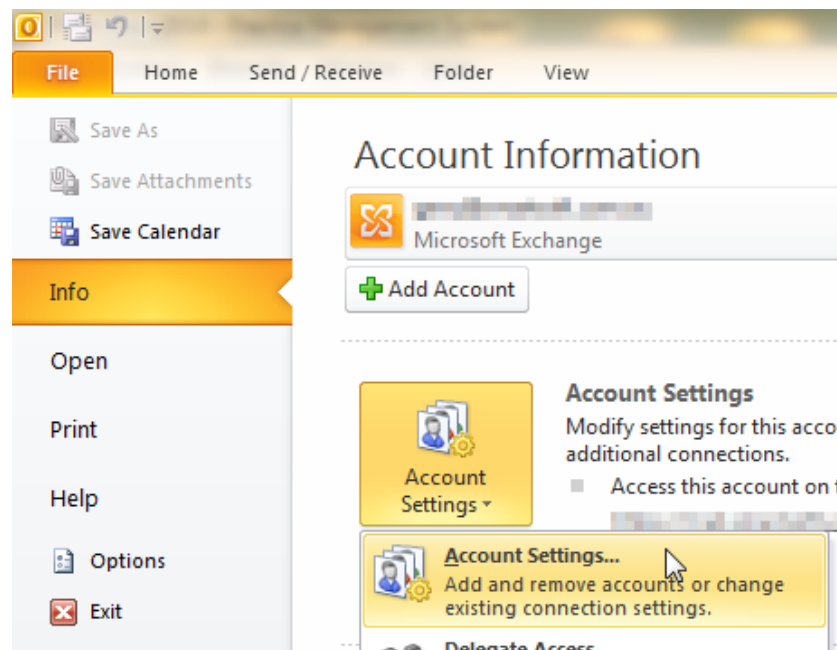 File Home Send / Receive Folder View
Save As
Save Attachments
Save Calendar
Info
Open
Print
Help
Options
Exit
Account Information
Microsoft Exchange
Add Account
Account
Settings
Account Settings
Modify settings for this acco
additional connections.
Access this account on
Account Settings...
Add and remove accounts or change
existing connection settings.
Delegate Access